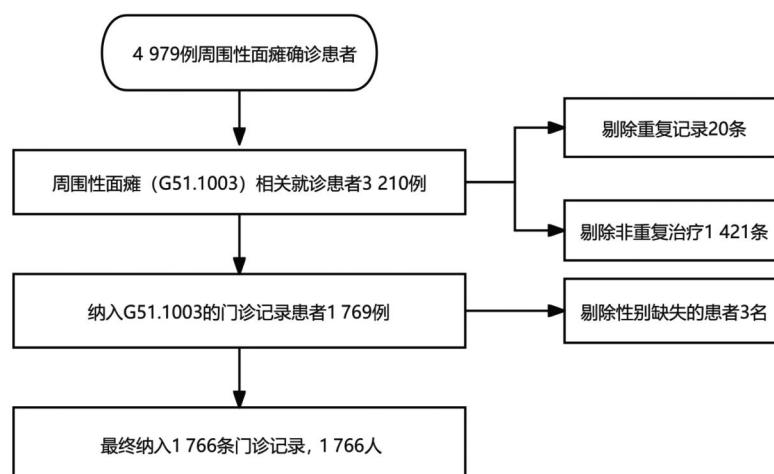 4 979例周围性面瘫确诊患者
剔除重复记录20条
周围性面瘫（G51.1003）相关就诊患者3 210例
剔除非重复治疗1 421条
纳入G51.1003的门诊记录患者1 769例
剔除性别缺失的患者3名
最终纳入1 766条门诊记录，1 766人